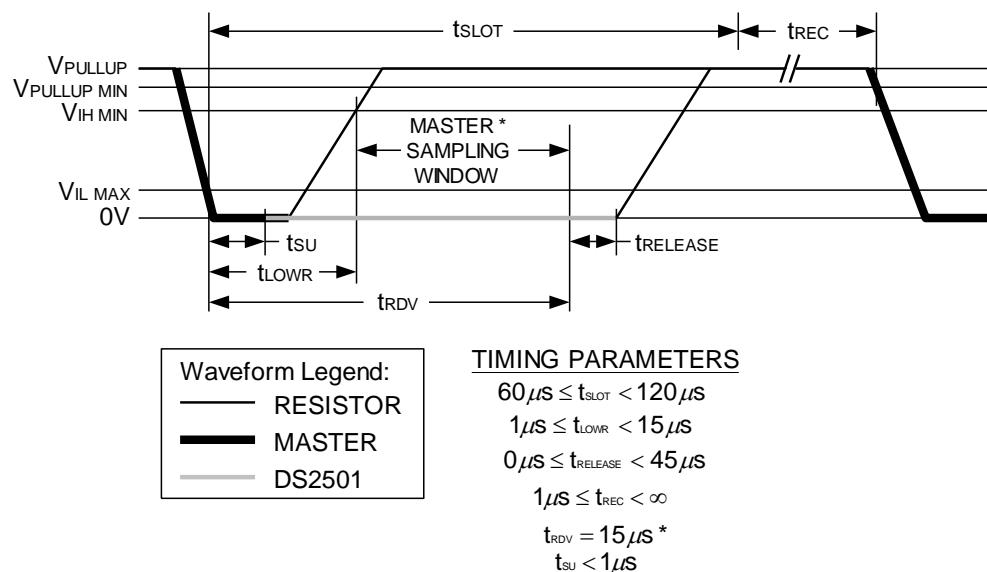 tSLOT
tREC
VPULLUP
VPULLUP MIN
VIH MIN
MASTER *
SAMPLING
WINDOW
VIL MAX
0V
tSU
tRELEASE
tLOWR
tRDV
Waveform Legend:
RESISTOR
MASTER
DS2501
TIMING PARAMETERS
60µs ≤ tSLOT < 120µs
1µs ≤ tLOWR < 15µs
0µs ≤ tRELEASE < 45µs
1µs ≤ tREC < ∞
tRDV = 15µs *
tSU < 1µs